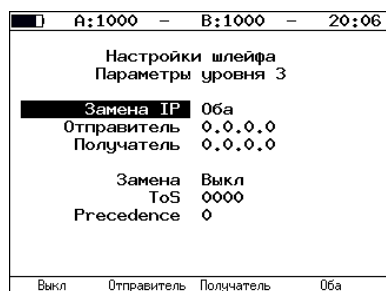 A:1000 – B:1000 – 20:06
Настройки шлейфа
Параметры уровня 3
Замена IP Оба
Отправитель 0.0.0.0
Получатель 0.0.0.0
Замена Выкл
ToS 0000
Precedence 0
Выкл Отправитель Получатель Оба